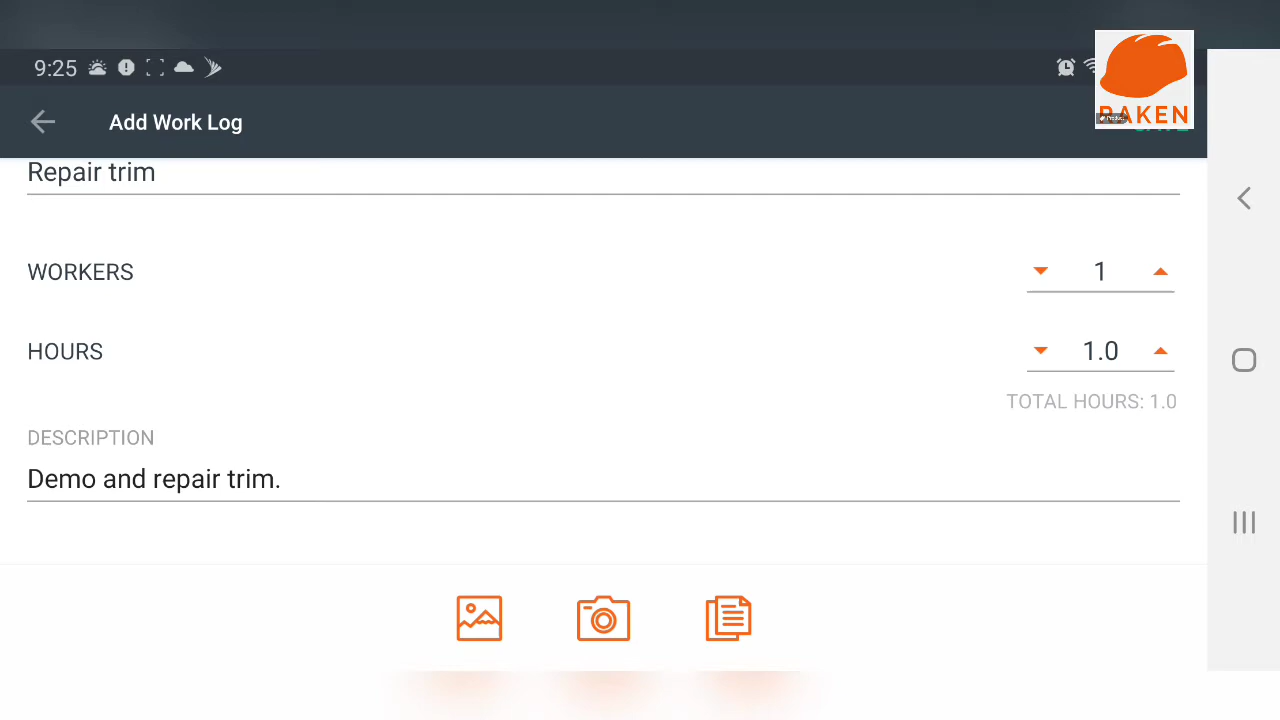 9:25
Add Work Log
RAKEN
Product
Repair trim
WORKERS
1
HOURS
1.0
TOTAL HOURS: 1.0
DESCRIPTION
Demo and repair trim.